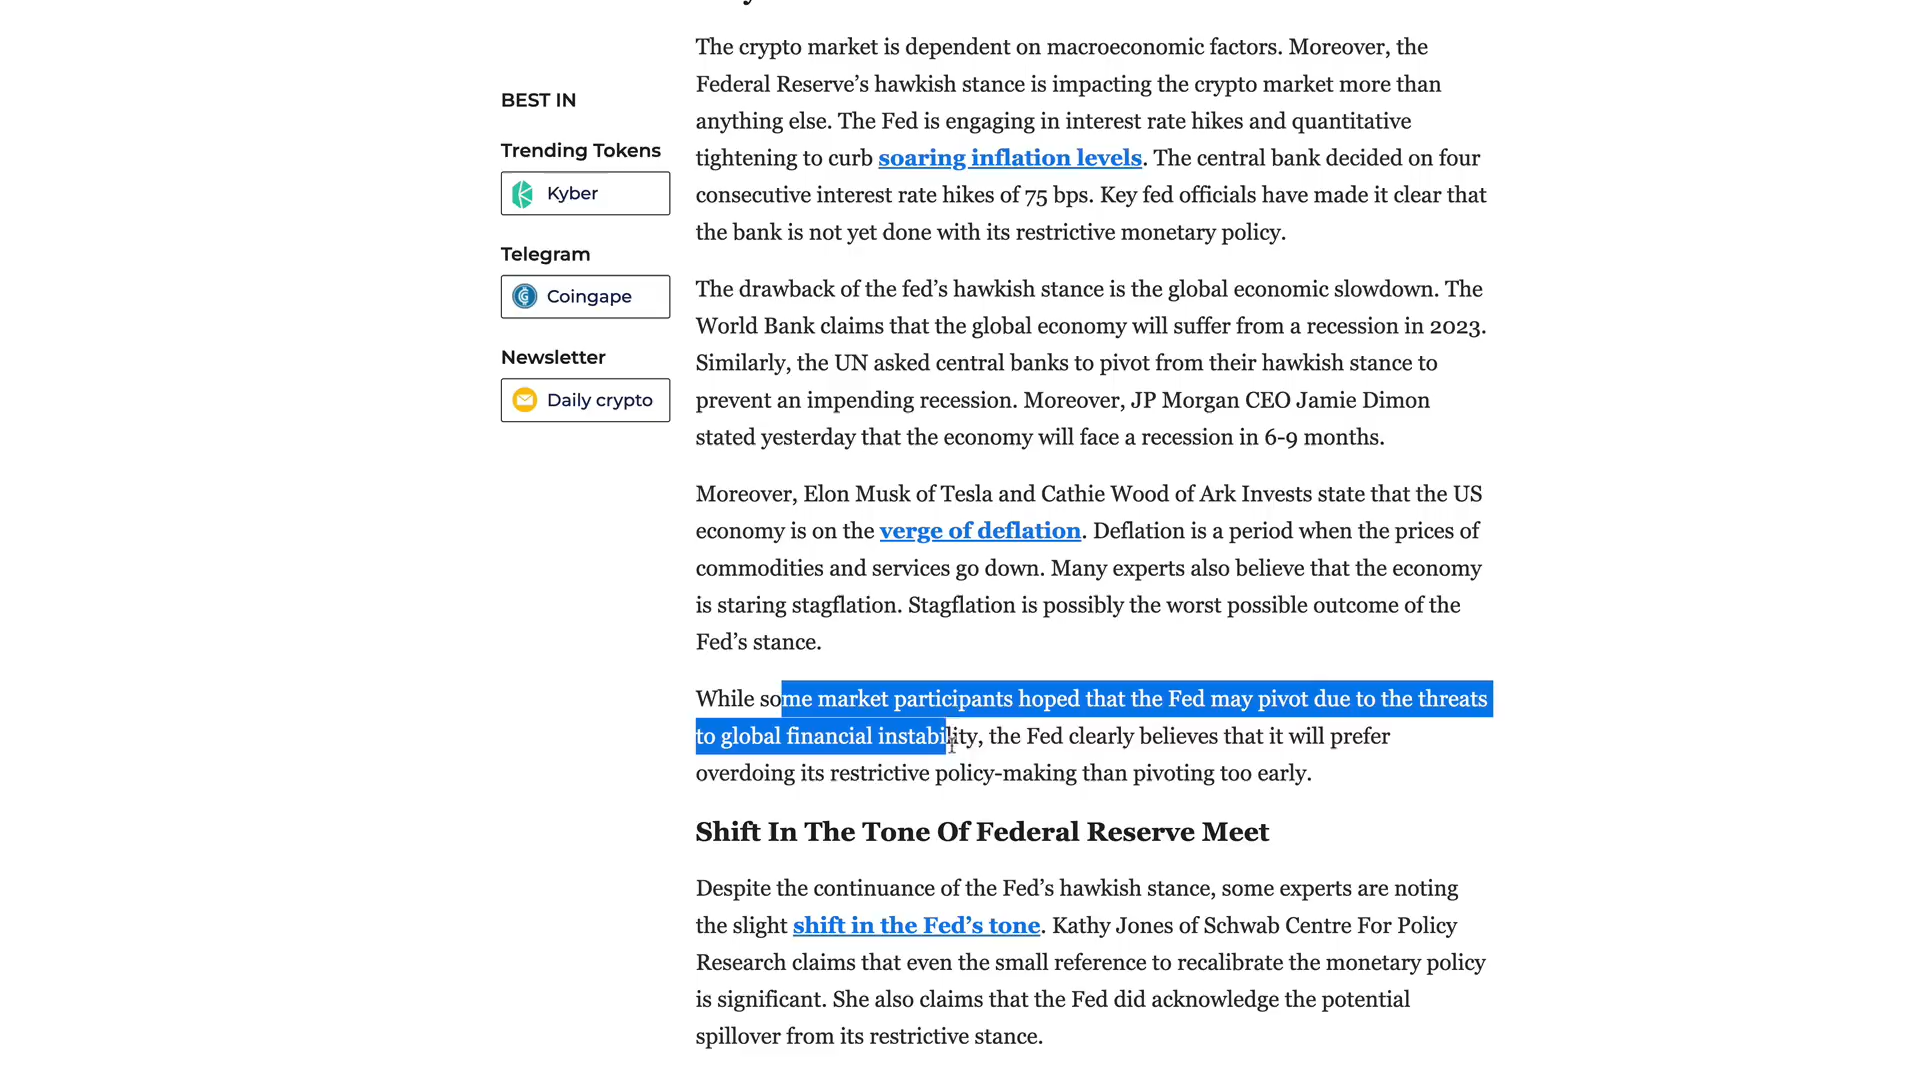 The crypto market is dependent on macroeconomic factors. Moreover, the
Federal Reserve’s hawkish stance is impacting the crypto market more than
anything else. The Fed is engaging in interest rate hikes and quantitative
tightening to curb soaring inflation levels. The central bank decided on four
consecutive interest rate hikes of 75 bps. Key fed officials have made it clear that
the bank is not yet done with its restrictive monetary policy.
BEST IN
Trending Tokens
Kyber
Telegram
Coingape
Newsletter
Daily crypto
The drawback of the fed’s hawkish stance is the global economic slowdown. The
World Bank claims that the global economy will suffer from a recession in 2023.
Similarly, the UN asked central banks to pivot from their hawkish stance to
prevent an impending recession. Moreover, JP Morgan CEO Jamie Dimon
stated yesterday that the economy will face a recession in 6-9 months.
Moreover, Elon Musk of Tesla and Cathie Wood of Ark Invests state that the US
economy is on the verge of deflation. Deflation is a period when the prices of
commodities and services go down. Many experts also believe that the economy
is staring stagflation. Stagflation is possibly the worst possible outcome of the
Fed’s stance.
While some market participants hoped that the Fed may pivot due to the threats
to global financial instability, the Fed clearly believes that it will prefer
overdoing its restrictive policy-making than pivoting too early.
Shift In The Tone Of Federal Reserve Meet
Despite the continuance of the Fed’s hawkish stance, some experts are noting
the slight shift in the Fed’s tone. Kathy Jones of Schwab Centre For Policy
Research claims that even the small reference to recalibrate the monetary policy
is significant. She also claims that the Fed did acknowledge the potential
spillover from its restrictive stance.